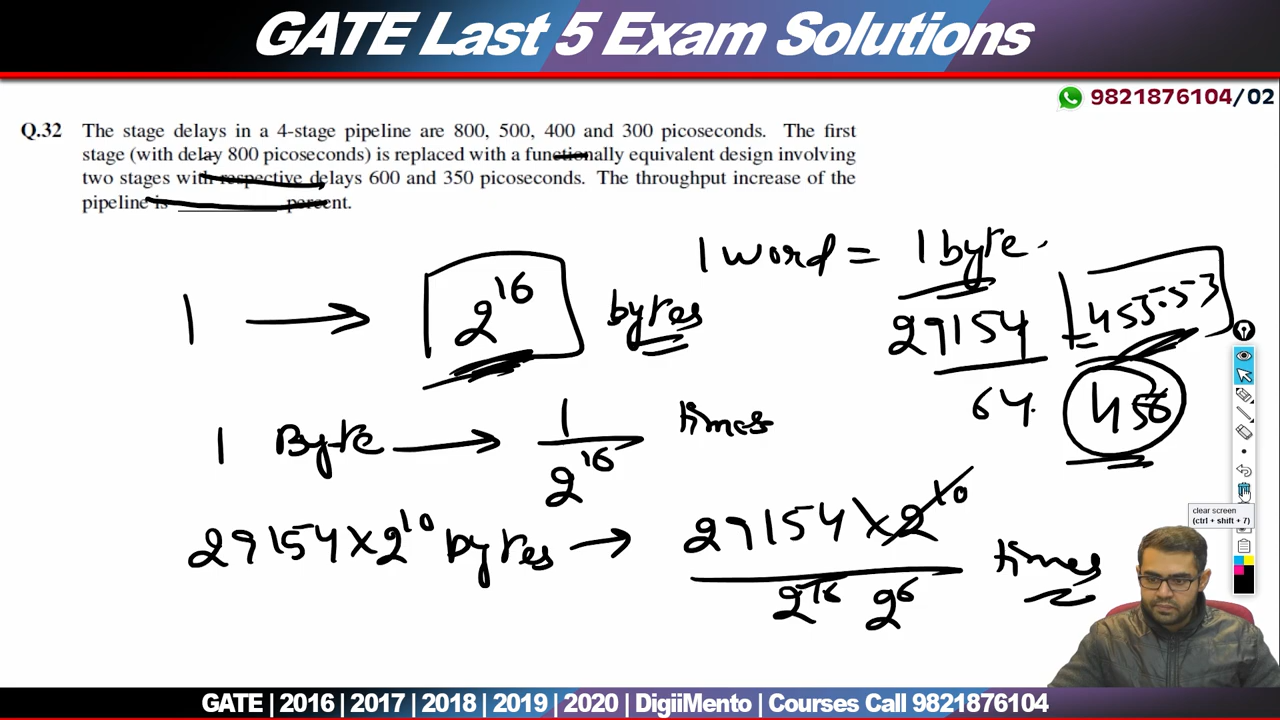 GATE Last 5 Exam Solutions
9821876104/02
Q.32 The stage delays in a 4-stage pipeline are 800, 500, 400 and 300 picoseconds. The first
stage (with delay 800 picoseconds) is replaced with a functionally equivalent design involving
two stages with respective delays 600 and 350 picoseconds. The throughput increase of the
pipeline is ________ percent.
1 word = 1 byte
1 → 2^16 bytes
29154 455.53
64 456
1 Byte → 1/2^16 times
29154 × 2^10 bytes → 29154 × 2^10 times
2^16 2^6
clear screen
(ctrl + shift + 7)
GATE | 2016 | 2017 | 2018 | 2019 | 2020 | DigiiMento | Courses Call 9821876104